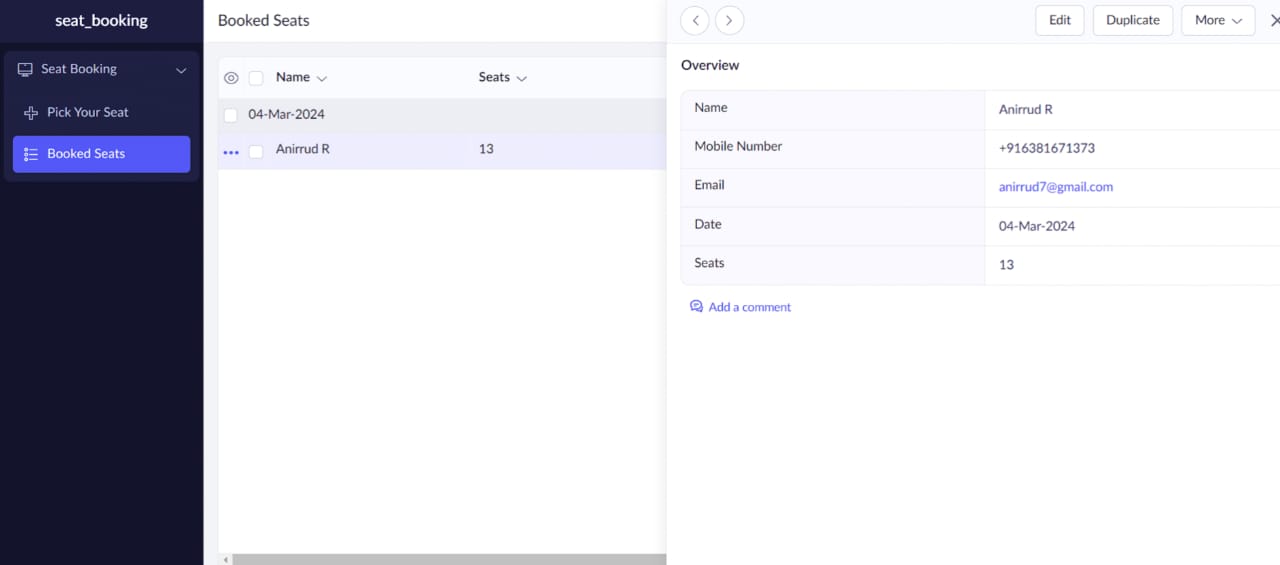 seat_booking
Seat Booking
Pick Your Seat
Booked Seats
Booked Seats
Name Seats
04-Mar-2024
Anirrud R 13
Edit Duplicate More
Overview
Name Anirrud R
Mobile Number +916381671373
Email anirrud7@gmail.com
Date 04-Mar-2024
Seats 13
Add a comment